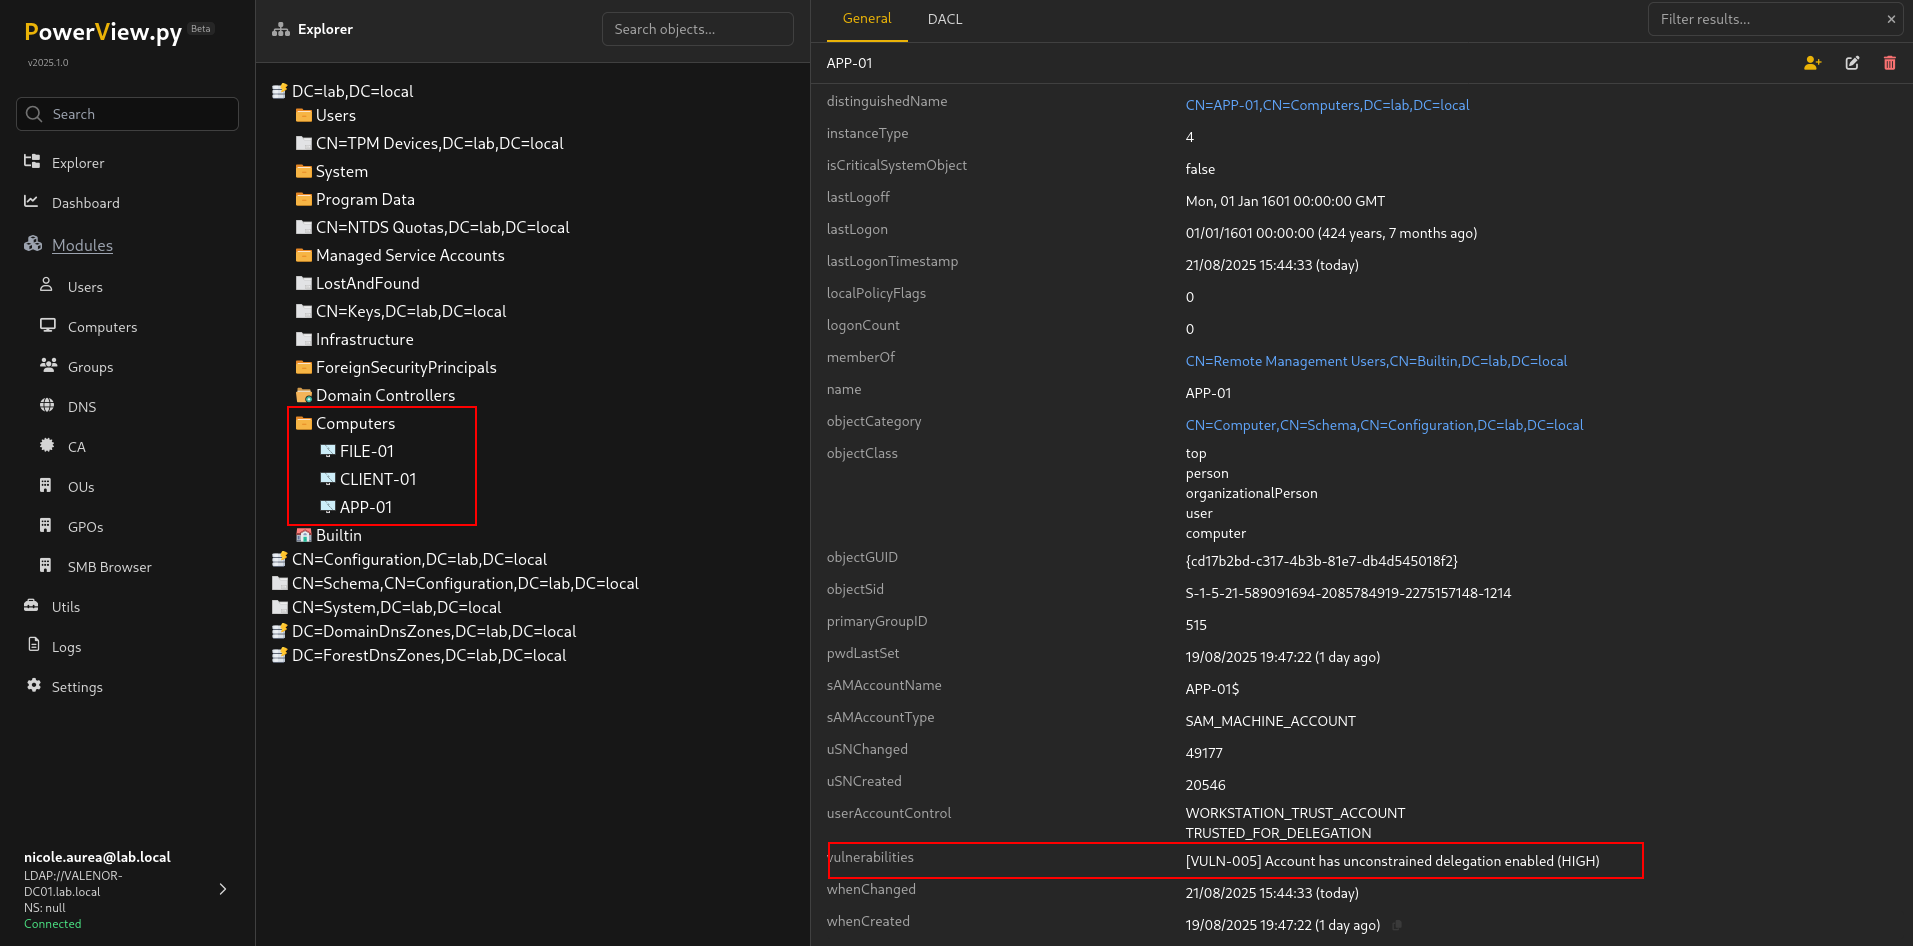 PowerView.py Beta
v2025.1.0
Search
Explorer
Dashboard
Modules
Users
Computers
Groups
DNS
CA
OUs
GPOs
SMB Browser
Utils
Logs
Settings
nicole.aurea@lab.local
LDAP://VALENOR-
DC01.lab.local
NS: null
Connected
Explorer
Search objects...
DC=lab,DC=local
Users
CN=TPM Devices,DC=lab,DC=local
System
Program Data
CN=NTDS Quotas,DC=lab,DC=local
Managed Service Accounts
LostAndFound
CN=Keys,DC=lab,DC=local
Infrastructure
ForeignSecurityPrincipals
Domain Controllers
Computers
FILE-01
CLIENT-01
APP-01
Builtin
CN=Configuration,DC=lab,DC=local
CN=Schema,CN=Configuration,DC=lab,DC=local
CN=System,DC=lab,DC=local
DC=DomainDnsZones,DC=lab,DC=local
DC=ForestDnsZones,DC=lab,DC=local
General DACL
Filter results...
APP-01
distinguishedName CN=APP-01,CN=Computers,DC=lab,DC=local
instanceType 4
isCriticalSystemObject false
lastLogoff Mon, 01 Jan 1601 00:00:00 GMT
lastLogon 01/01/1601 00:00:00 (424 years, 7 months ago)
lastLogonTimestamp 21/08/2025 15:44:33 (today)
localPolicyFlags 0
logonCount 0
memberOf CN=Remote Management Users,CN=Builtin,DC=lab,DC=local
name APP-01
objectCategory CN=Computer,CN=Schema,CN=Configuration,DC=lab,DC=local
objectClass top
person
organizationalPerson
user
computer
objectGUID {cd17b2bd-c317-4b3b-81e7-db4d545018f2}
objectSid S-1-5-21-589091694-2085784919-2275157148-1214
primaryGroupID 515
pwdLastSet 19/08/2025 19:47:22 (1 day ago)
sAMAccountName APP-01$
sAMAccountType SAM_MACHINE_ACCOUNT
uSNChanged 49177
uSNCreated 20546
userAccountControl WORKSTATION_TRUST_ACCOUNT
TRUSTED_FOR_DELEGATION
vulnerabilities [VULN-005] Account has unconstrained delegation enabled (HIGH)
whenChanged 21/08/2025 15:44:33 (today)
whenCreated 19/08/2025 19:47:22 (1 day ago)